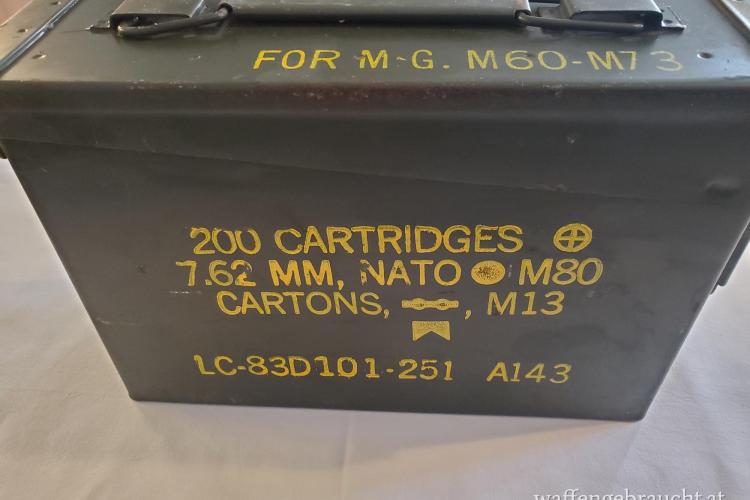 FOR M.G. M60-M73
200 CARTRIDGES ⊕
7.62 MM, NATO M80
CARTONS, , M13
LC-83D101-251 A143
waffengebraucht.at